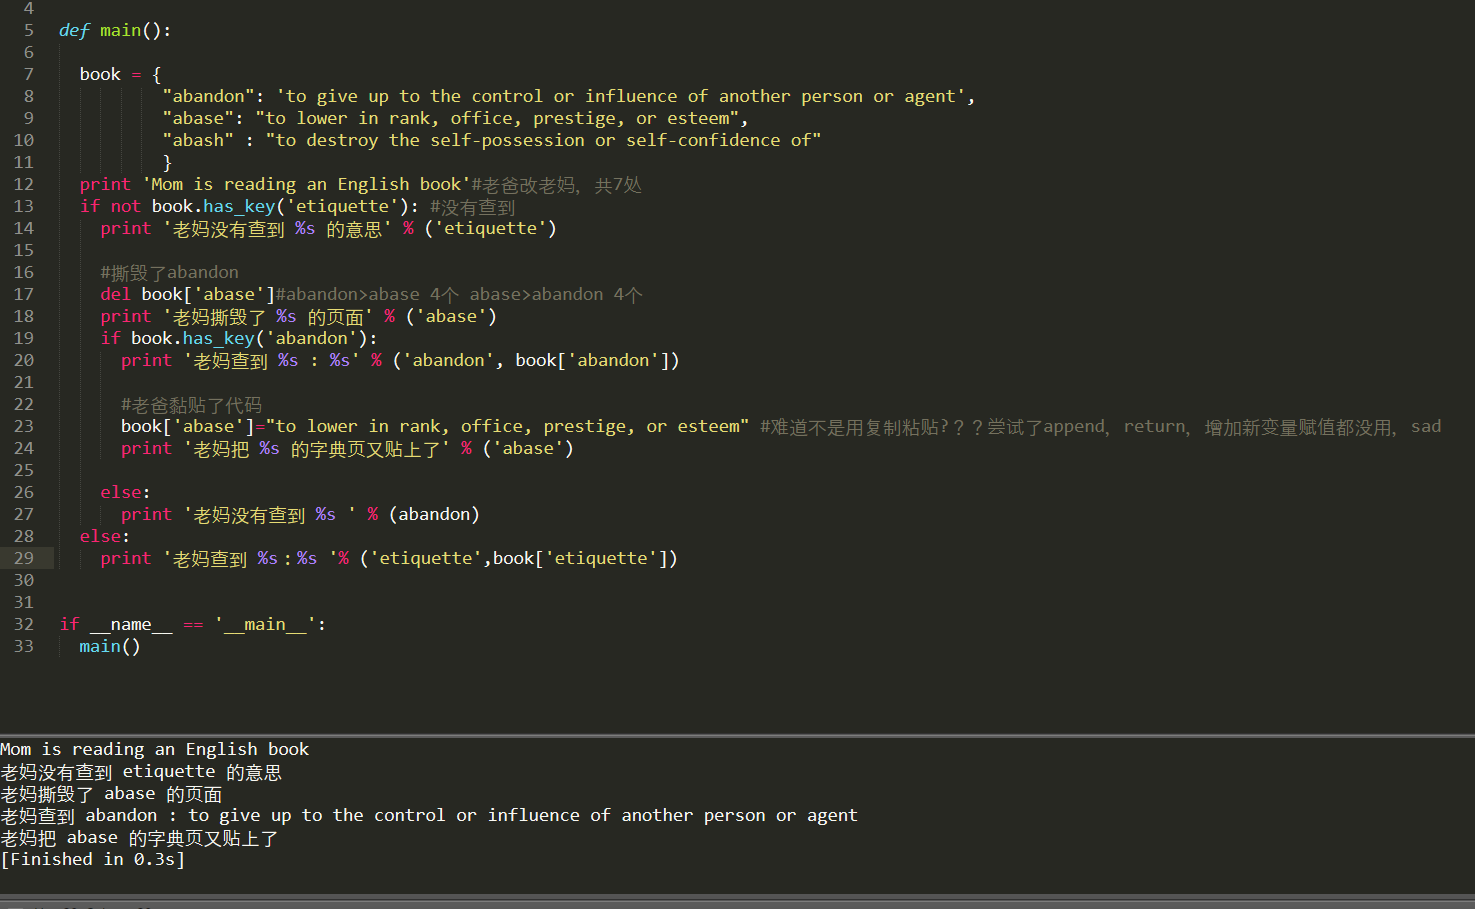 4
5 def main():
6
7 book = {
8 "abandon": 'to give up to the control or influence of another person or agent',
9 "abase": "to lower in rank, office, prestige, or esteem",
10 "abash" : "to destroy the self-possession or self-confidence of"
11 }
12 print 'Mom is reading an English book'#老爸改老妈，共7处
13 if not book.has_key('etiquette'): #没有查到
14 print '老妈没有查到 %s 的意思' % ('etiquette')
15
16 #撕毁了abandon
17 del book['abase']#abandon>abase 4个 abase>abandon 4个
18 print '老妈撕毁了 %s 的页面' % ('abase')
19 if book.has_key('abandon'):
20 print '老妈查到 %s : %s' % ('abandon', book['abandon'])
21
22 #老爸黏贴了代码
23 book['abase']="to lower in rank, office, prestige, or esteem" #难道不是用复制粘贴?？？尝试了append，return，增加新变量赋值都没用，sad
24 print '老妈把 %s 的字典页又贴上了' % ('abase')
25
26 else:
27 print '老妈没有查到 %s ' % (abandon)
28 else:
29 print '老妈查到 %s：%s '% ('etiquette',book['etiquette'])
30
31
32 if __name__ == '__main__':
33 main()
Mom is reading an English book
老妈没有查到 etiquette 的意思
老妈撕毁了 abase 的页面
老妈查到 abandon : to give up to the control or influence of another person or agent
老妈把 abase 的字典页又贴上了
[Finished in 0.3s]